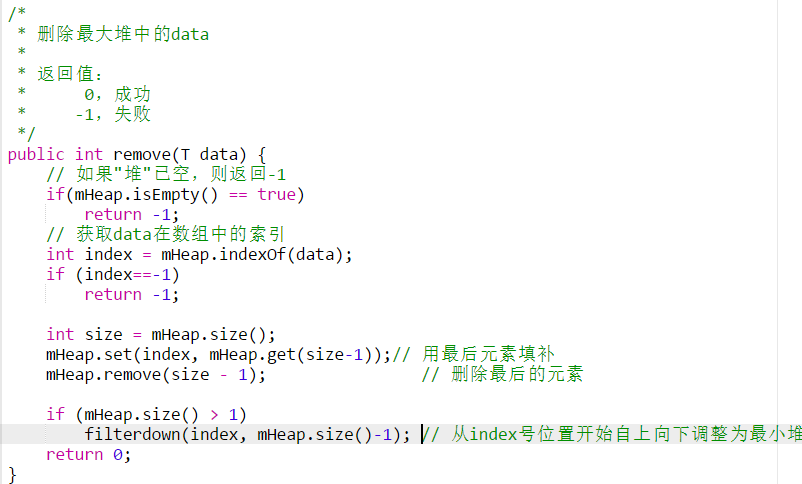 /*
 * 删除最大堆中的data
 *
 * 返回值：
 *      0，成功
 *     -1，失败
 */
public int remove(T data) {
    // 如果"堆"已空，则返回-1
    if(mHeap.isEmpty() == true)
        return -1;
    // 获取data在数组中的索引
    int index = mHeap.indexOf(data);
    if (index==-1)
        return -1;

    int size = mHeap.size();
    mHeap.set(index, mHeap.get(size-1));// 用最后元素填补
    mHeap.remove(size - 1);                // 删除最后的元素

    if (mHeap.size() > 1)
        filterdown(index, mHeap.size()-1); // 从index号位置开始自上向下调整为最小堆
    return 0;
}